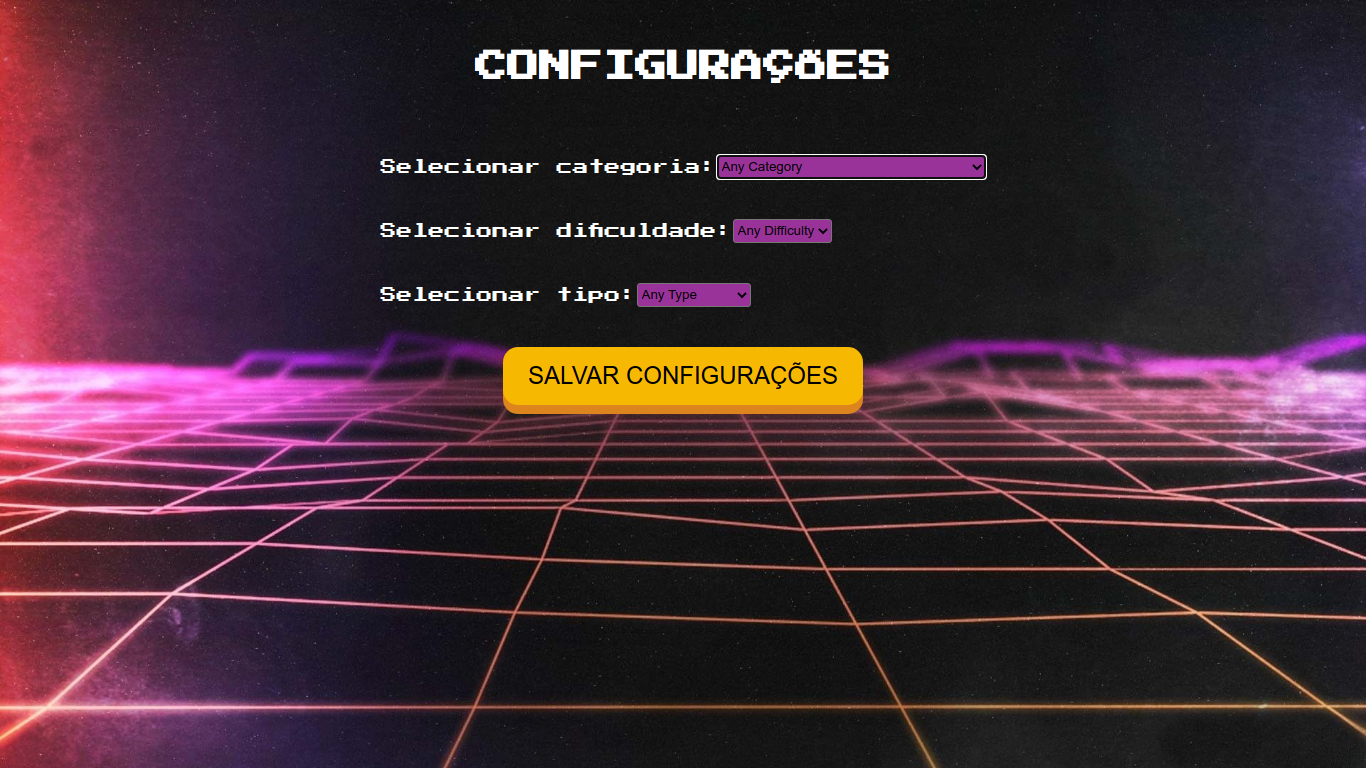 CONFIGURAÇÕES
Selecionar categoria: Any Category
Selecionar dificuldade: Any Difficulty
Selecionar tipo: Any Type
SALVAR CONFIGURAÇÕES